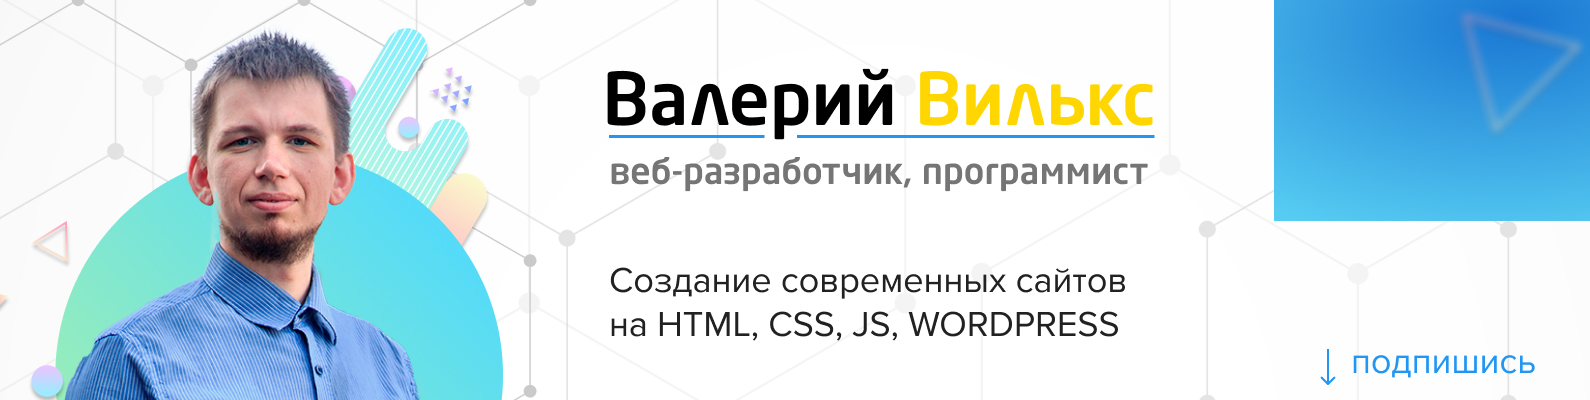 Валерий Вилькс
веб-разработчик, программист
Создание современных сайтов
на HTML, CSS, JS, WORDPRESS
подпишись